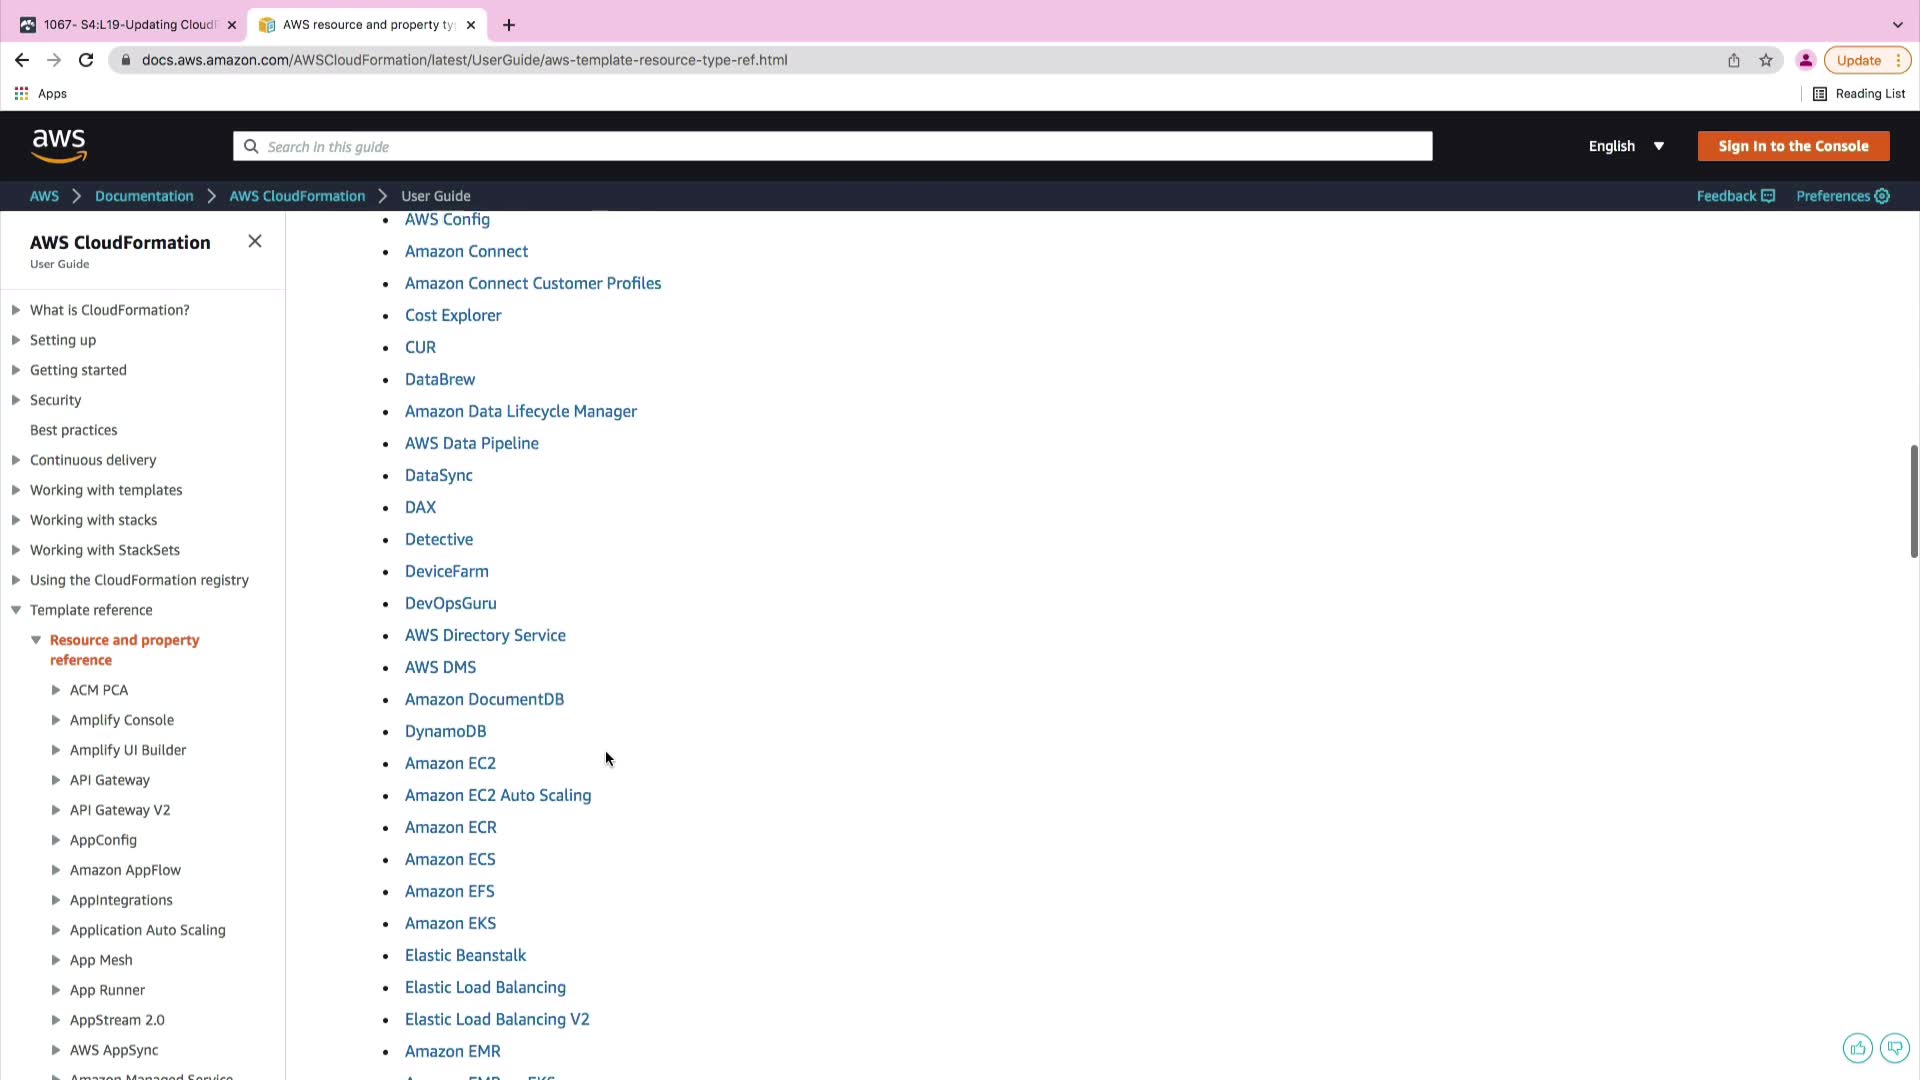 1067- S4:L19-Updating Cloud
AWS resource and property ty
docs.aws.amazon.com/AWSCloudFormation/latest/UserGuide/aws-template-resource-type-ref.html
Update
Apps
Reading List
aws
Search in this guide
English
Sign In to the Console
AWS
Documentation
AWS CloudFormation
User Guide
Feedback
Preferences
AWS CloudFormation
User Guide
What is CloudFormation?
Setting up
Getting started
Security
Best practices
Continuous delivery
Working with templates
Working with stacks
Working with StackSets
Using the CloudFormation registry
Template reference
Resource and property
reference
ACM PCA
Amplify Console
Amplify UI Builder
API Gateway
API Gateway V2
AppConfig
Amazon AppFlow
AppIntegrations
Application Auto Scaling
App Mesh
App Runner
AppStream 2.0
AWS AppSync
Amazon Managed Service
AWS Config
Amazon Connect
Amazon Connect Customer Profiles
Cost Explorer
CUR
DataBrew
Amazon Data Lifecycle Manager
AWS Data Pipeline
DataSync
DAX
Detective
DeviceFarm
DevOpsGuru
AWS Directory Service
AWS DMS
Amazon DocumentDB
DynamoDB
Amazon EC2
Amazon EC2 Auto Scaling
Amazon ECR
Amazon ECS
Amazon EFS
Amazon EKS
Elastic Beanstalk
Elastic Load Balancing
Elastic Load Balancing V2
Amazon EMR